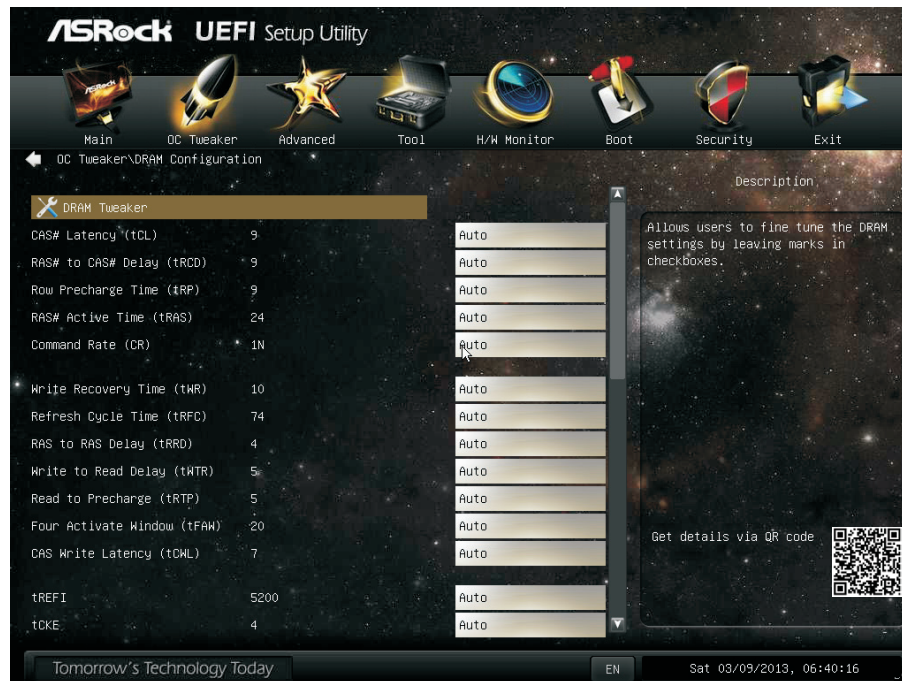 ASRock UEFI Setup Utility
ASRock
Main OC Tweaker Advanced Tool H/W Monitor Boot Security Exit
OC Tweaker\DRAM Configuration
Description
DRAM Tweaker
Allows users to fine tune the DRAM
settings by leaving marks in
checkboxes.
CAS# Latency (tCL) 9 Auto
RAS# to CAS# Delay (tRCD) 9 Auto
Row Precharge Time (tRP) 9 Auto
RAS# Active Time (tRAS) 24 Auto
Command Rate (CR) 1N Auto
Write Recovery Time (tWR) 10 Auto
Refresh Cycle Time (tRFC) 74 Auto
RAS to RAS Delay (tRRD) 4 Auto
Write to Read Delay (tWTR) 5 Auto
Read to Precharge (tRTP) 5 Auto
Four Activate Window (tFAW) 20 Auto
CAS Write Latency (tCWL) 7 Auto
Get details via QR code
tREFI 5200 Auto
tCKE 4 Auto
Tomorrow's Technology Today
EN
Sat 03/09/2013, 06:40:16